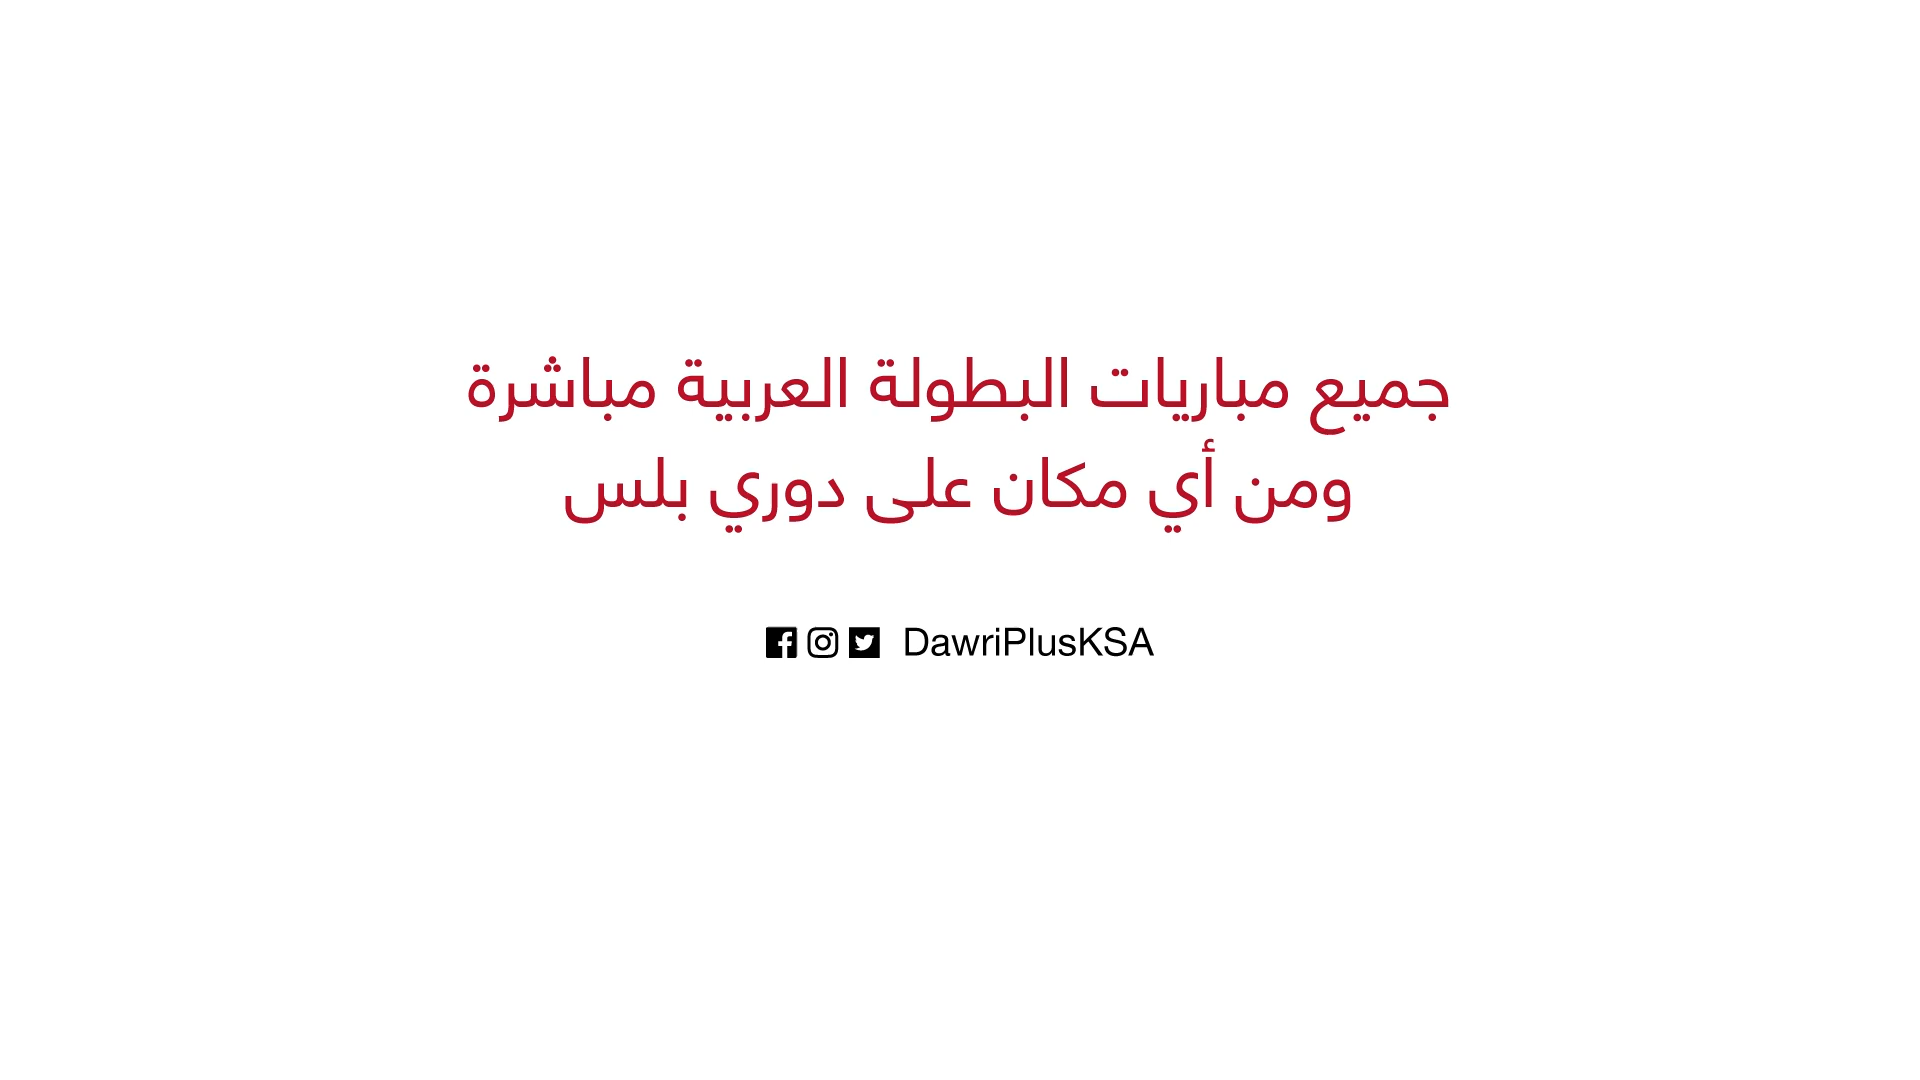 جميع مباريات البطولة العربية مباشرة
ومن أي مكان على دوري بلس
DawriPlusKSA